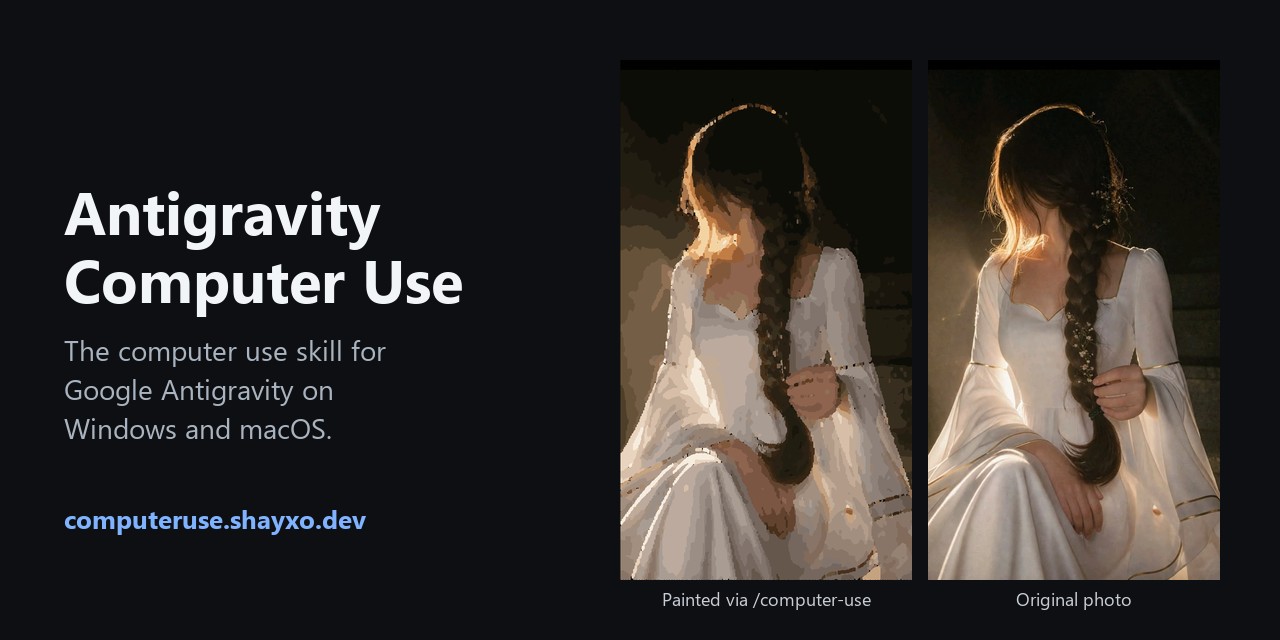 Antigravity
Computer Use
The computer use skill for
Google Antigravity on
Windows and macOS.
computeruse.shayxo.dev
Painted via /computer-use
Original photo